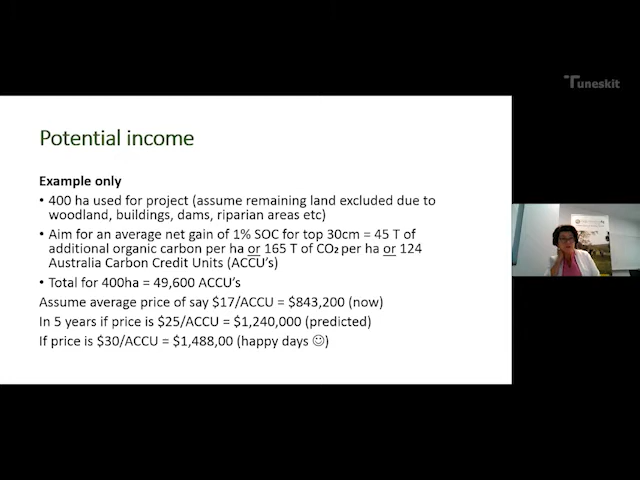 Tuneskit
Potential income
Example only
• 400 ha used for project (assume remaining land excluded due to
woodland, buildings, dams, riparian areas etc)
• Aim for an average net gain of 1% SOC for top 30cm = 45 T of
additional organic carbon per ha or 165 T of CO₂ per ha or 124
Australia Carbon Credit Units (ACCU's)
• Total for 400ha = 49,600 ACCU's
Assume average price of say $17/ACCU = $843,200 (now)
In 5 years if price is $25/ACCU = $1,240,000 (predicted)
If price is $30/ACCU = $1,488,00 (happy days ☺)